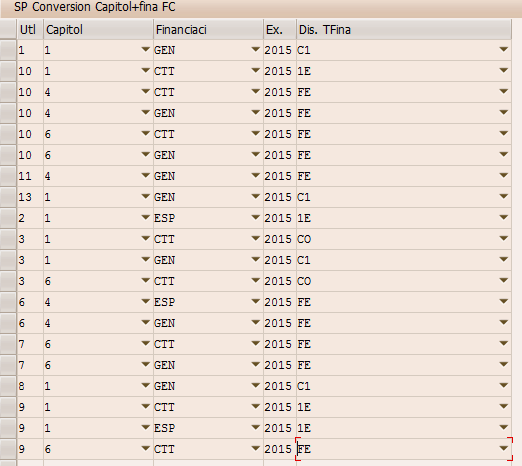 SP Conversion Capitol+fina FC
Utl Capitol Financiaci Ex. Dis. TFina
1 1 GEN 2015 C1
10 1 CTT 2015 1E
10 4 CTT 2015 FE
10 4 GEN 2015 FE
10 6 CTT 2015 FE
10 6 GEN 2015 FE
11 4 GEN 2015 FE
13 1 GEN 2015 C1
2 1 ESP 2015 1E
3 1 CTT 2015 CO
3 1 GEN 2015 C1
3 6 CTT 2015 CO
6 4 ESP 2015 FE
6 4 GEN 2015 FE
7 6 CTT 2015 FE
7 6 GEN 2015 FE
8 1 GEN 2015 C1
9 1 CTT 2015 1E
9 1 ESP 2015 1E
9 6 CTT 2015 FE